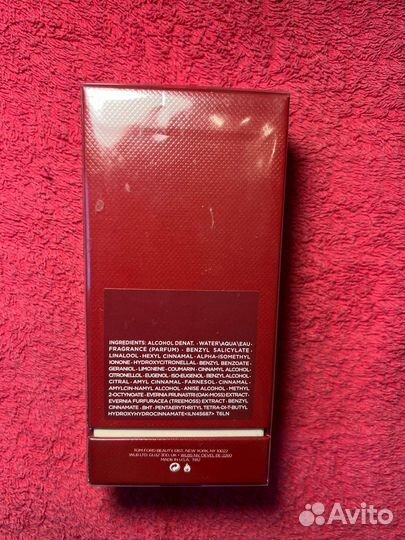 INGREDIENTS: ALCOHOL DENAT. · WATER\AQUA\EAU ·
FRAGRANCE (PARFUM) · BENZYL SALICYLATE ·
LINALOOL · HEXYL CINNAMAL · ALPHA-ISOMETHYL
IONONE · HYDROXYCITRONELLAL · BENZYL BENZOATE ·
GERANIOL · LIMONENE · COUMARIN · CINNAMYL ALCOHOL ·
CITRONELLOL · EUGENOL · ISO-EUGENOL · BENZYL ALCOHOL ·
CITRAL · AMYL CINNAMAL · FARNESOL · CINNAMAL ·
AMYLCIN-NAMYL ALCOHOL · ANISE ALCOHOL · METHYL
2-OCTYNOATE · EVERNIA PRUNASTRI (OAK MOSS) EXTRACT ·
EVERNIA FURFURACEA (TREEMOSS) EXTRACT · BENZYL
CINNAMATE · BHT · PENTAERYTHRITYL TETRA-DI-T-BUTYL
HYDROXYHYDROCINNAMATE <ILN45687> T6LN
TOM FORD BEAUTY, DIST. NEW YORK, NY 10022
MADE IN U.S.A.
Avito